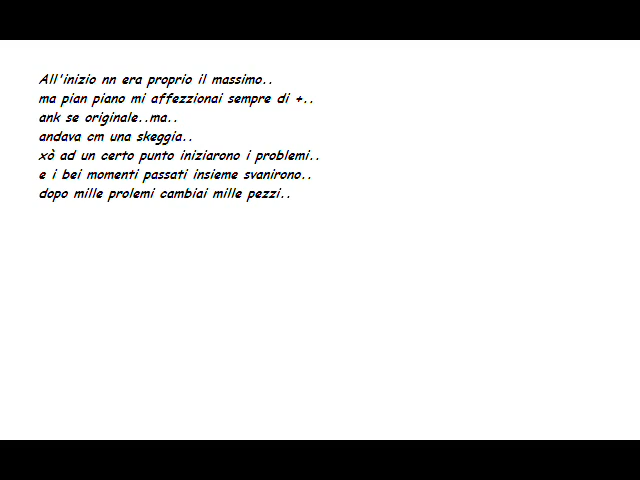 All'inizio nn era proprio il massimo..
ma pian piano mi affezzionai sempre di +..
ank se originale..ma..
andava cm una skeggia..
xò ad un certo punto iniziarono i problemi..
e i bei momenti passati insieme svanirono..
dopo mille prolemi cambiai mille pezzi..